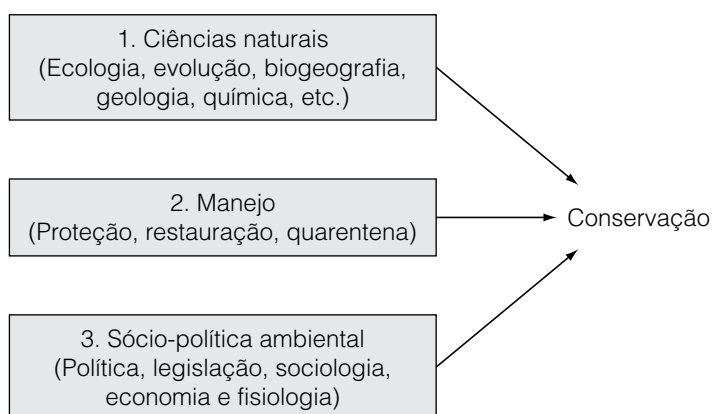 1. Ciências naturais
(Ecologia, evolução, biogeografia,
geologia, química, etc.)
2. Manejo
(Proteção, restauração, quarentena)
Conservação
3. Sócio-política ambiental
(Política, legislação, sociologia,
economia e fisiologia)